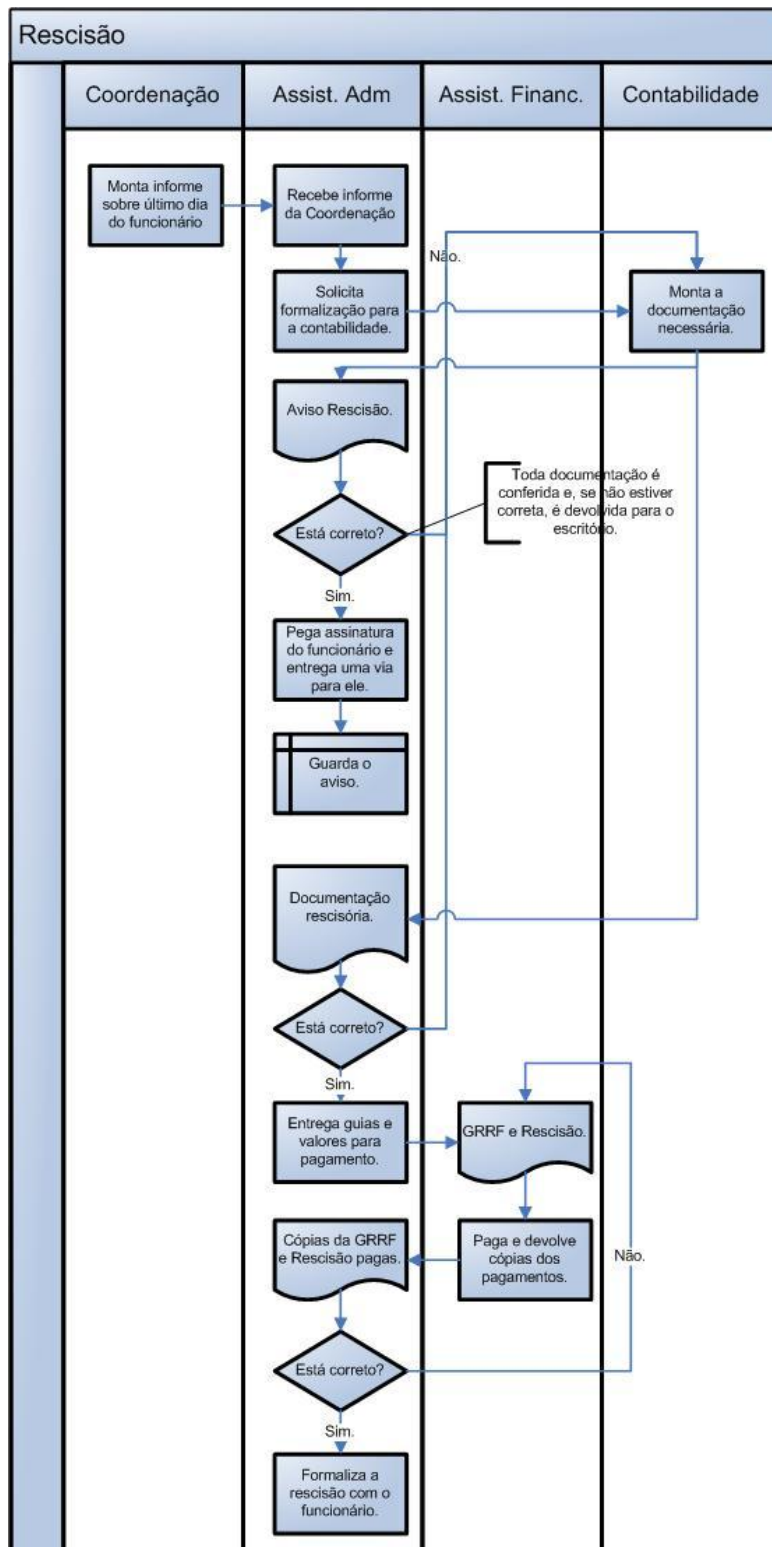 Rescisão
Coordenação
Assist. Adm
Assist. Financ.
Contabilidade
Monta informe
sobre último dia
do funcionário
Recebe informe
da Coordenação
Não.
Solicita
formalização para
a contabilidade.
Monta a
documentação
necessária.
Aviso Rescisão.
Toda documentação é
conferida e, se não estiver
correta, é devolvida para o
escritório.
Está correto?
Sim.
Pega assinatura
do funcionário e
entrega uma via
para ele.
Guarda o
aviso.
Documentação
rescisória.
Está correto?
Sim.
Entrega guias e
valores para
pagamento.
GRRF e Rescisão.
Cópias da GRRF
e Rescisão pagas.
Paga e devolve
cópias dos
pagamentos.
Não.
Está correto?
Sim.
Formaliza a
rescisão com o
funcionário.